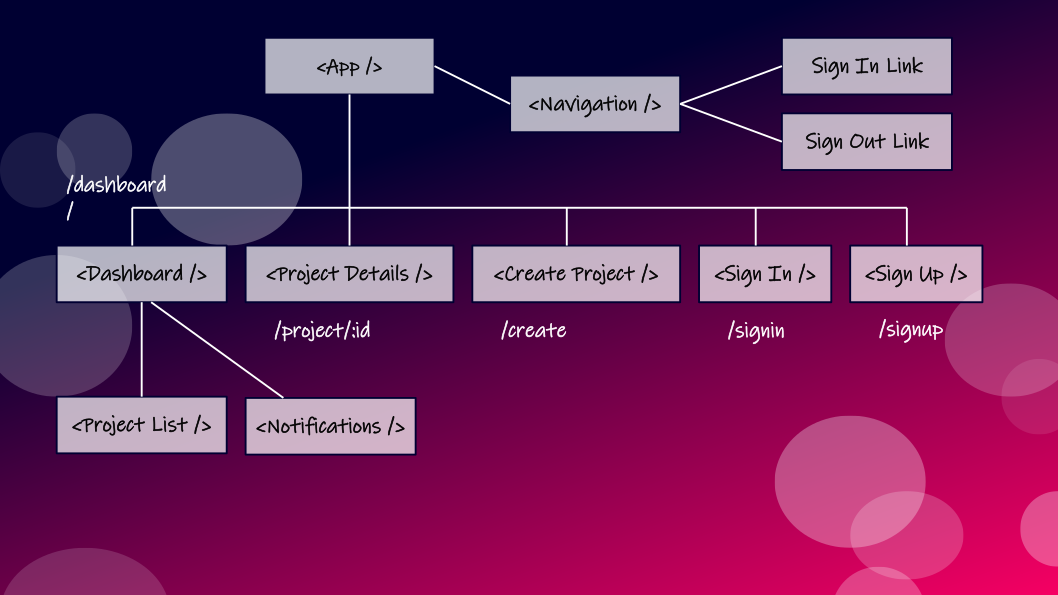 <App />
Sign In Link
<Navigation />
Sign Out Link
/dashboard
/
<Dashboard />
<Project Details />
<Create Project />
<Sign In />
<Sign Up />
/project/:id
/create
/signin
/signup
<Project List />
<Notifications />